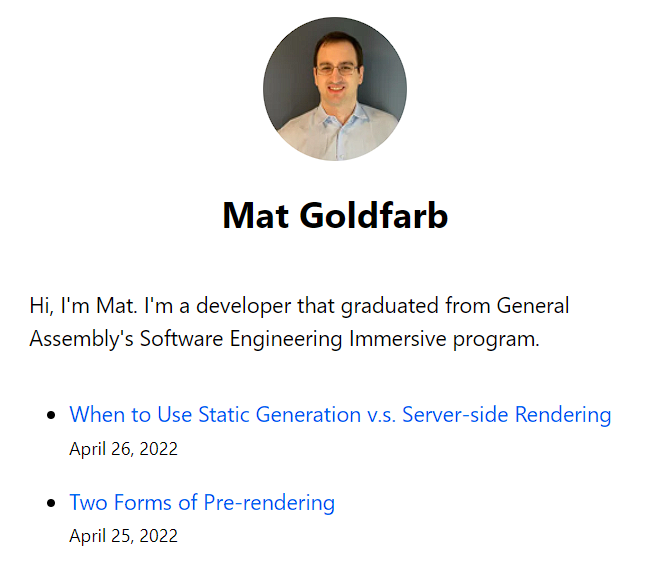 Mat Goldfarb
Hi, I'm Mat. I'm a developer that graduated from General
Assembly's Software Engineering Immersive program.
When to Use Static Generation v.s. Server-side Rendering
April 26, 2022
Two Forms of Pre-rendering
April 25, 2022